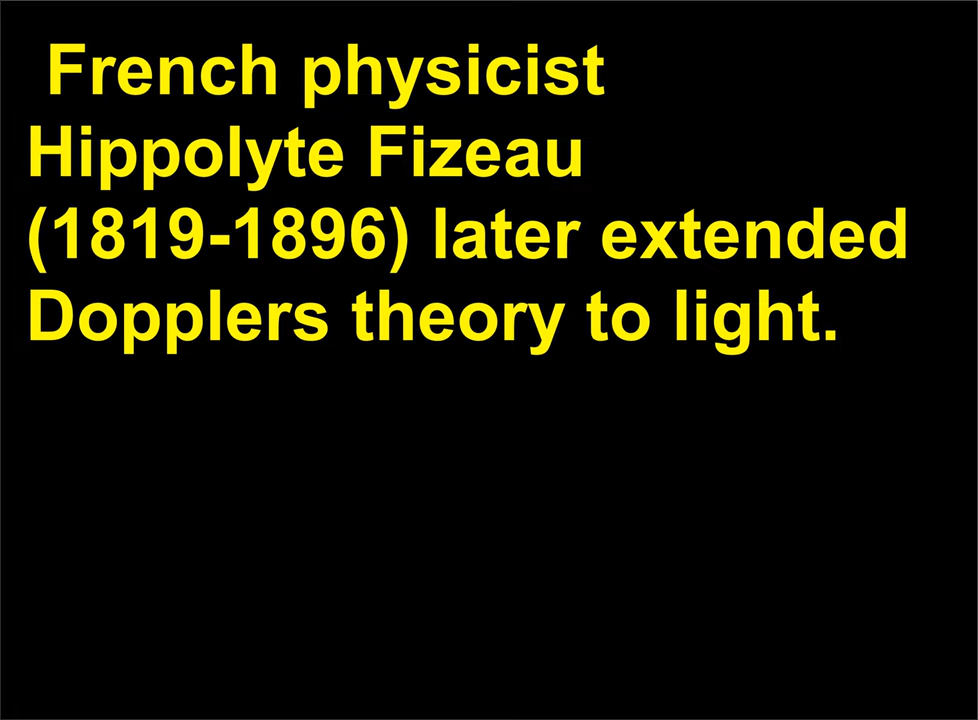 French physicist
Hippolyte Fizeau
(1819-1896) later extended
Dopplers theory to light.